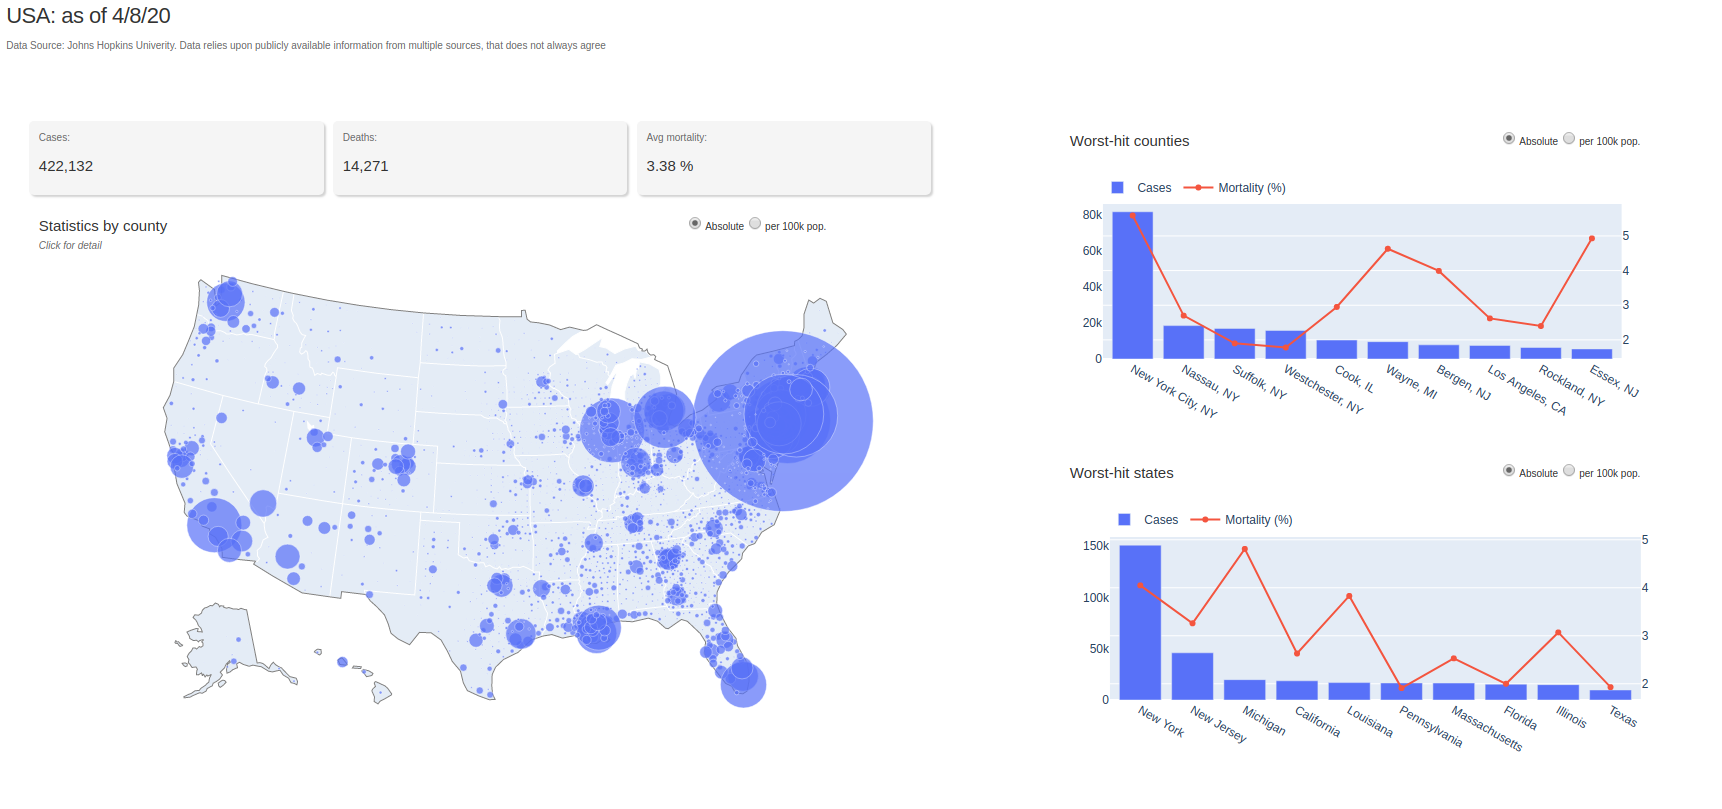 USA: as of 4/8/20
Data Source: Johns Hopkins Univerity. Data relies upon publicly available information from multiple sources, that does not always agree
Cases:
422,132
Deaths:
14,271
Avg mortality:
3.38 %
Statistics by county
Absolute per 100k pop.
Click for detail
Worst-hit counties
Absolute per 100k pop.
Cases Mortality (%)
80k
60k
40k
20k
0
5
4
3
2
New York City, NY
Nassau, NY
Suffolk, NY
Westchester, NY
Cook, IL
Wayne, MI
Bergen, NJ
Los Angeles, CA
Rockland, NY
Essex, NJ
Worst-hit states
Absolute per 100k pop.
Cases Mortality (%)
150k
100k
50k
0
5
4
3
2
New York
New Jersey
Michigan
California
Louisiana
Pennsylvania
Massachusetts
Florida
Illinois
Texas